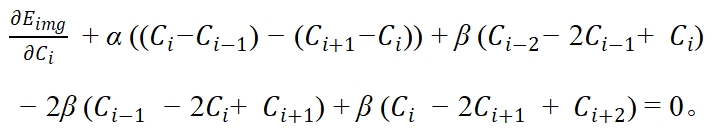 ∂E_img/∂C_i + α ((C_i−C_{i−1}) − (C_{i+1}−C_i)) + β (C_{i−2}− 2C_{i−1}+ C_i)
− 2β (C_{i−1} − 2C_i+ C_{i+1}) + β (C_i − 2C_{i+1} + C_{i+2}) = 0。